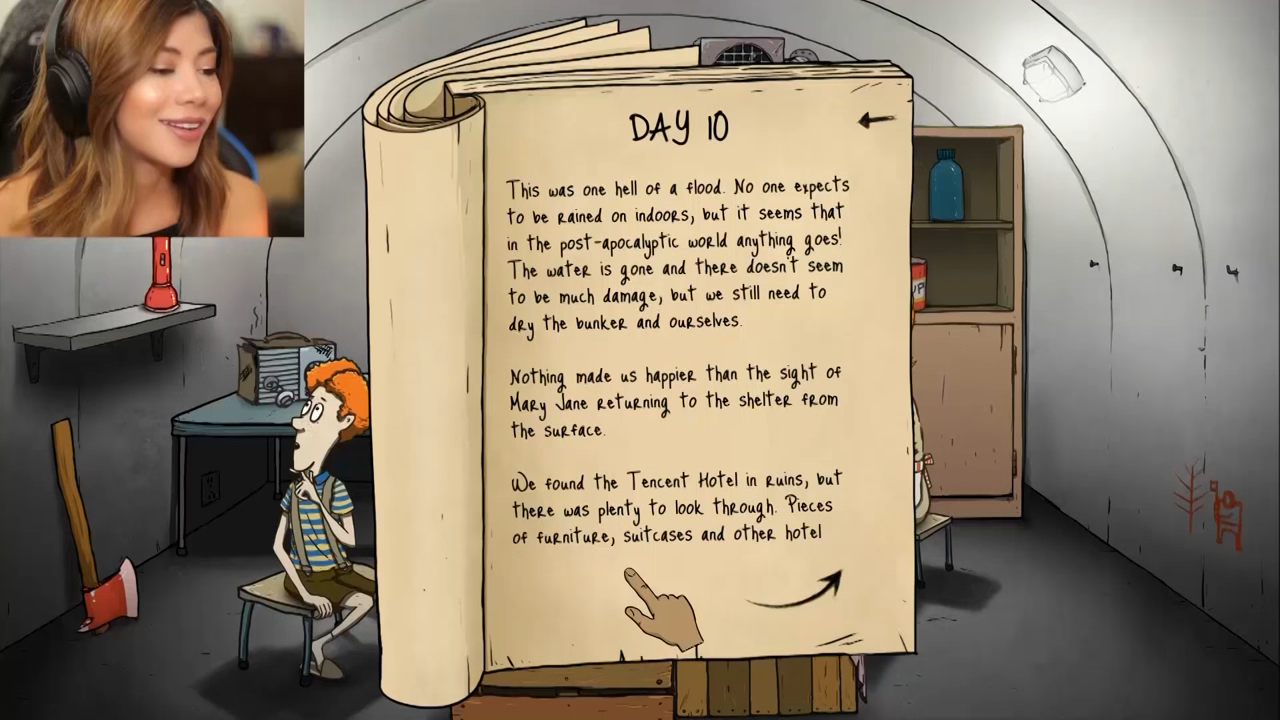 DAY 10
This was one hell of a flood. No one expects
to be rained on indoors, but it seems that
in the post-apocalyptic world anything goes!
The water is gone and there doesn't seem
to be much damage, but we still need to
dry the bunker and ourselves.
Nothing made us happier than the sight of
Mary Jane returning to the shelter from
the surface.
We found the Tencent Hotel in ruins, but
there was plenty to look through. Pieces
of furniture, suitcases and other hotel